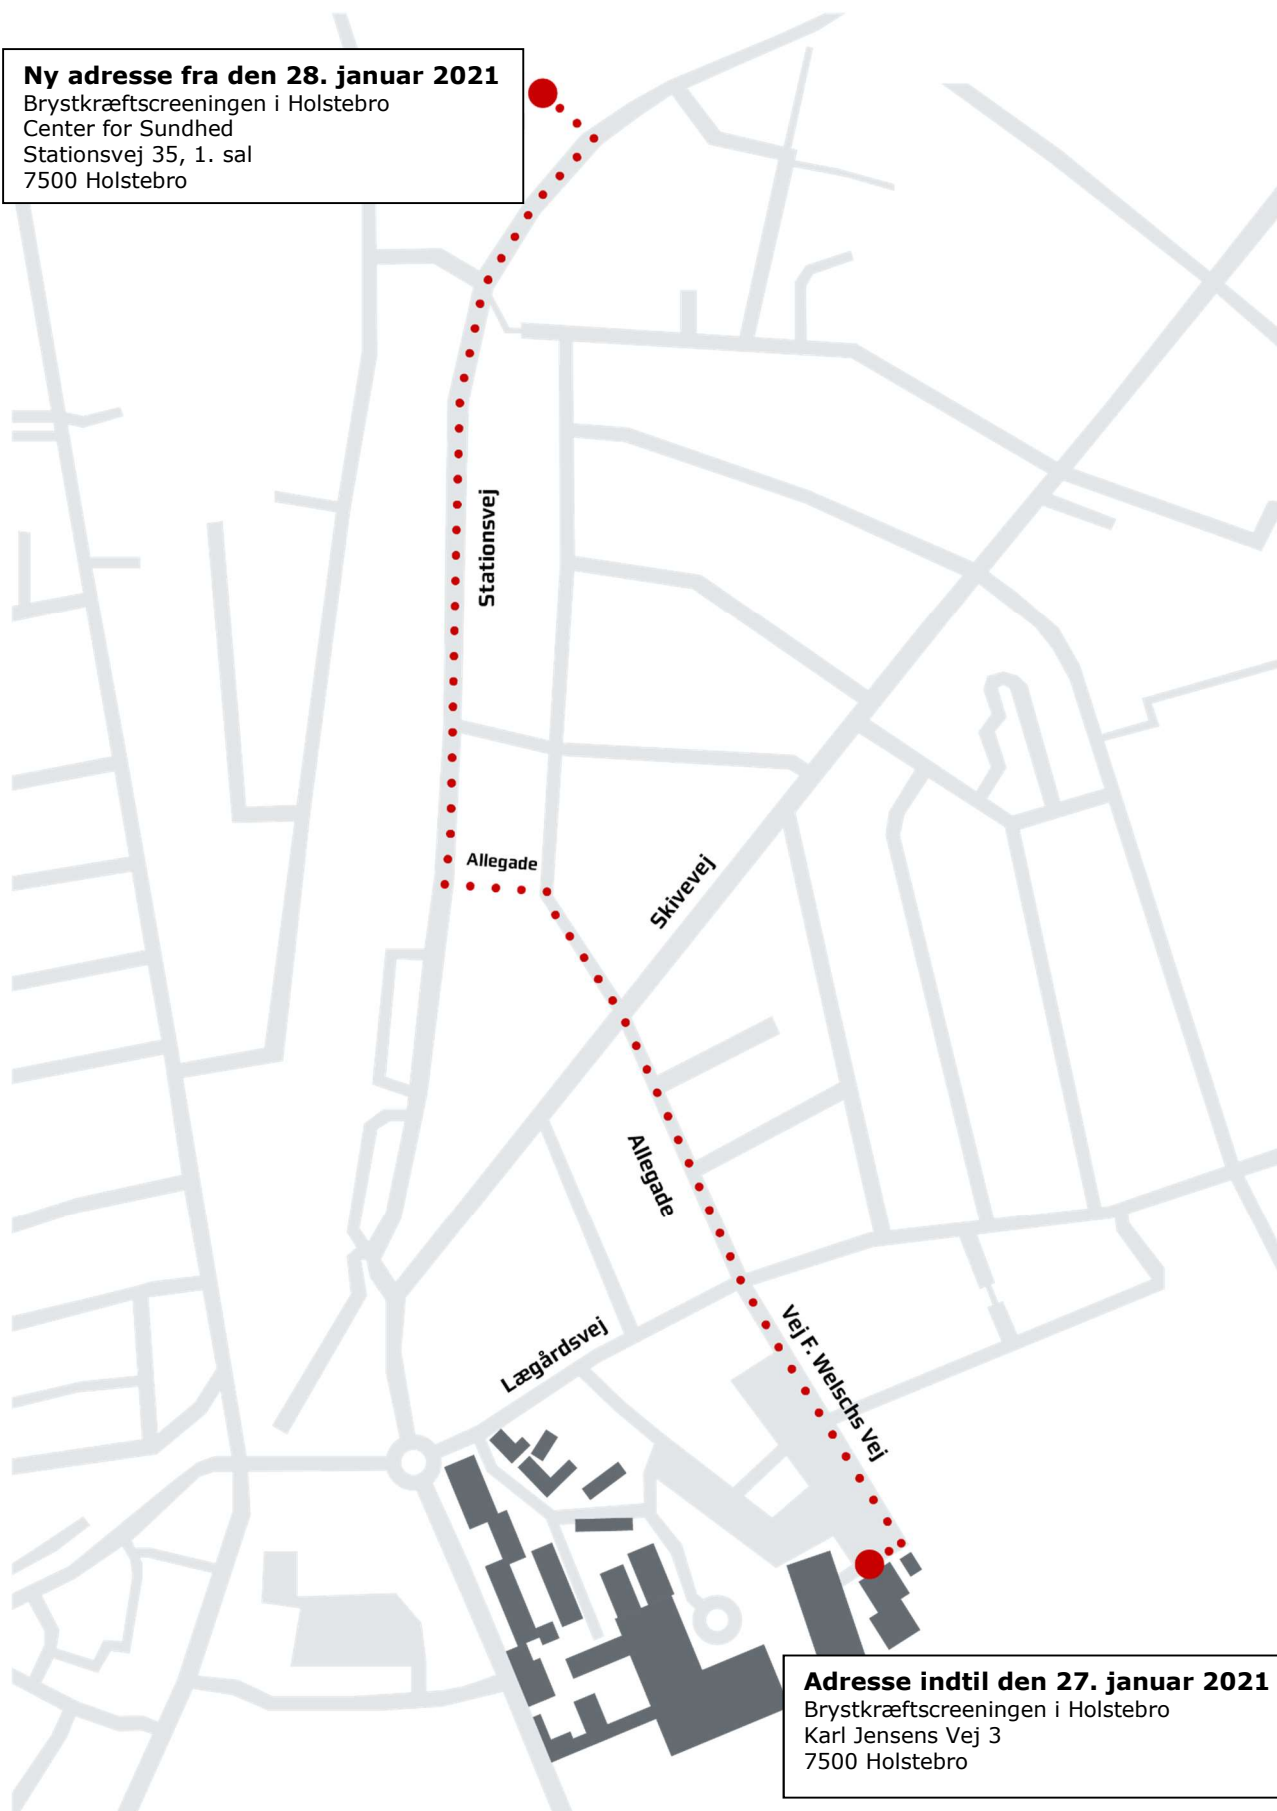 Ny adresse fra den 28. januar 2021
Brystkræftscreeningen i Holstebro
Center for Sundhed
Stationsvej 35, 1. sal
7500 Holstebro
Stationsvej
Allegade
Skivevej
Allegade
Vej F. Welschs Vej
Lægårdsvej
Adresse indtil den 27. januar 2021
Brystkræftscreeningen i Holstebro
Karl Jensens Vej 3
7500 Holstebro